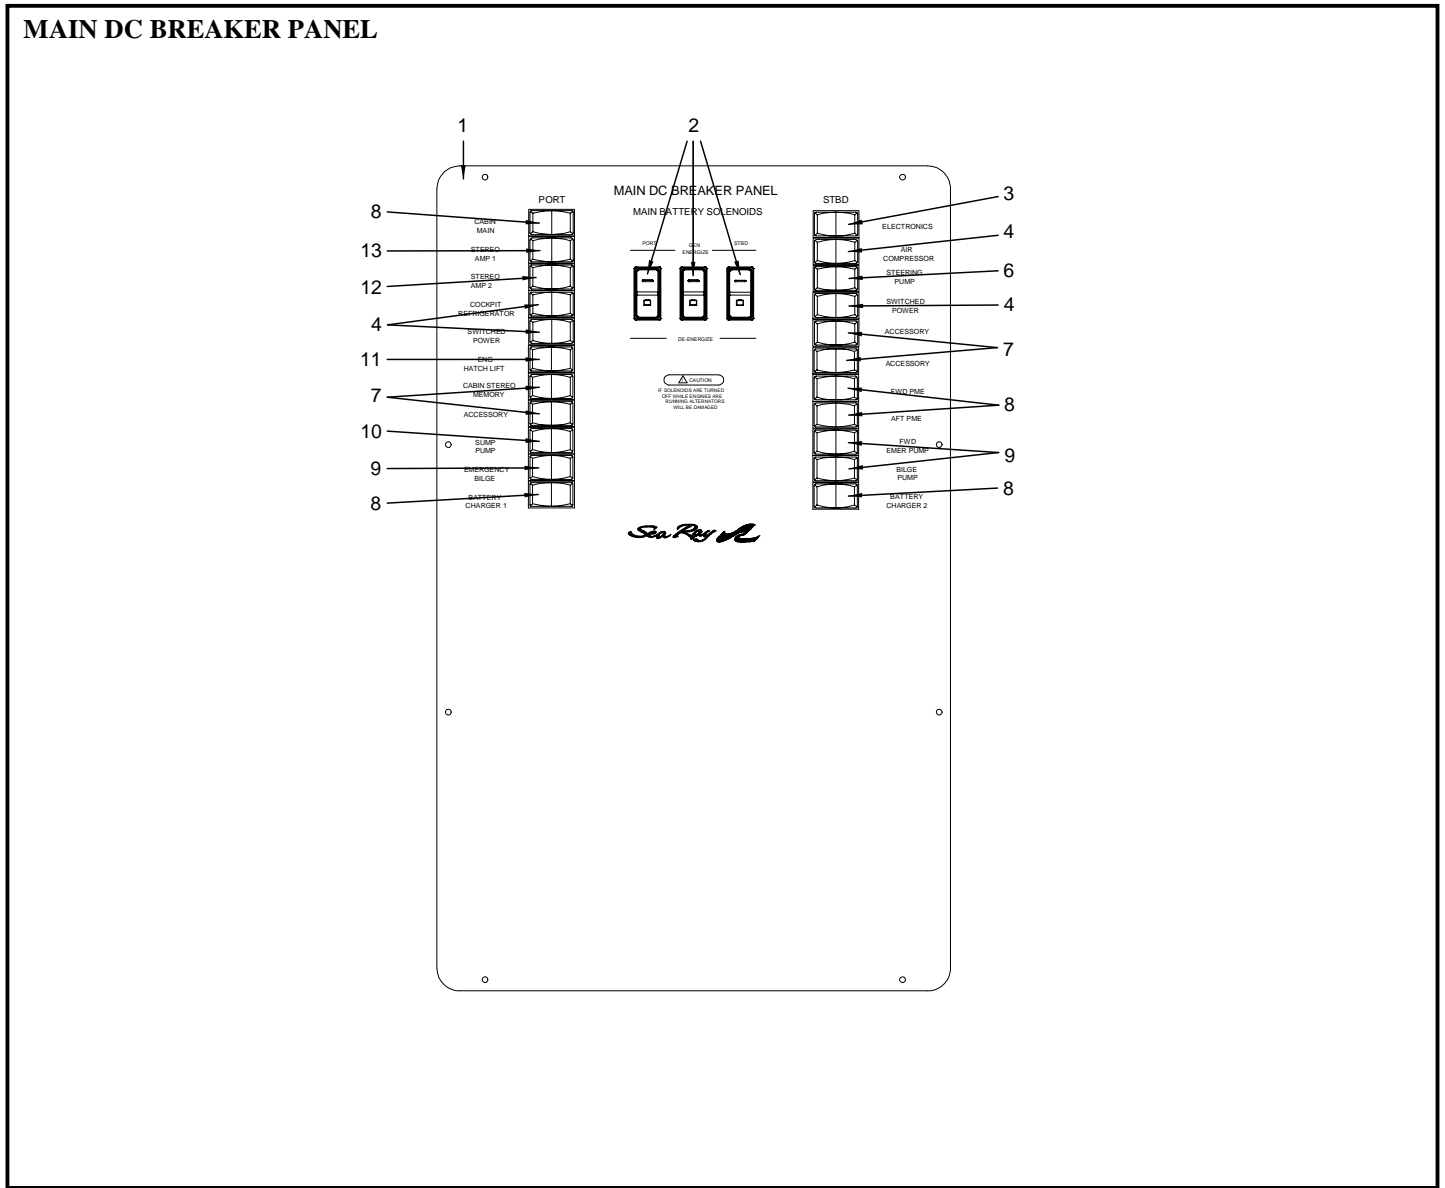 MAIN DC BREAKER PANEL
1
2
MAIN DC BREAKER PANEL
MAIN BATTERY SOLENOIDS
PORT
STBD
PORT
GEN
ENERGIZE
STBD
DE-ENERGIZE
CAUTION
IF SOLENOIDS ARE TURNED
OFF WHILE ENGINES ARE
RUNNING ALTERNATORS
WILL BE DAMAGED
8
CABIN
MAIN
13
STEREO
AMP 1
12
STEREO
AMP 2
4
COCKPIT
REFRIGERATOR
SWITCHED
POWER
11
ENG
HATCH LIFT
7
CABIN STEREO
MEMORY
ACCESSORY
10
SUMP
PUMP
9
EMERGENCY
BILGE
8
BATTERY
CHARGER 1
3
ELECTRONICS
4
AIR
COMPRESSOR
6
STEERING
PUMP
4
SWITCHED
POWER
7
ACCESSORY
ACCESSORY
8
FWD PME
AFT PME
9
FWD
EMER PUMP
BILGE
PUMP
8
BATTERY
CHARGER 2
Sea Ray